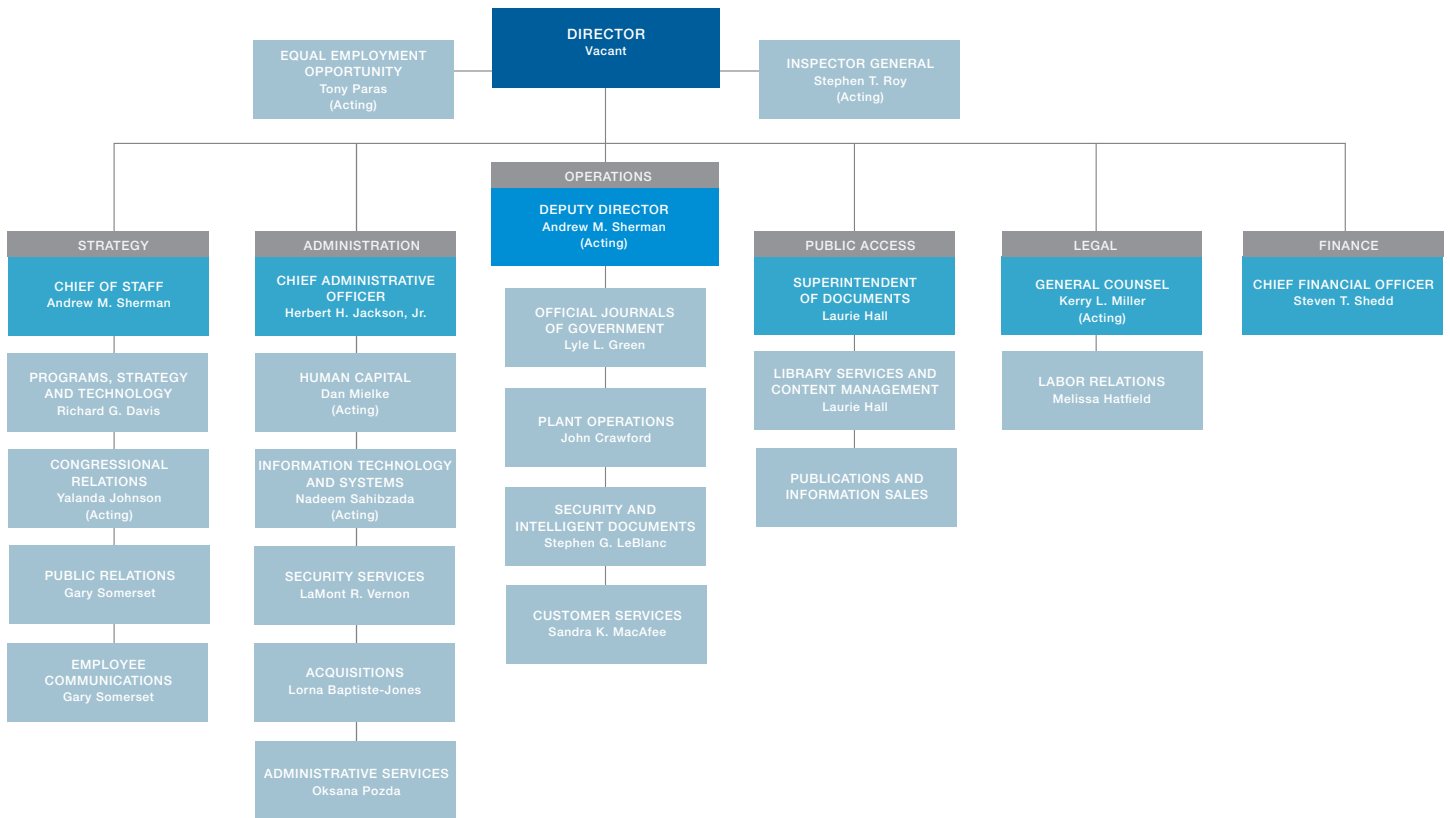 DIRECTOR
Vacant
EQUAL EMPLOYMENT
OPPORTUNITY
Tony Paras
(Acting)
INSPECTOR GENERAL
Stephen T. Roy
(Acting)
STRATEGY
CHIEF OF STAFF
Andrew M. Sherman
PROGRAMS, STRATEGY
AND TECHNOLOGY
Richard G. Davis
CONGRESSIONAL
RELATIONS
Yalanda Johnson
(Acting)
PUBLIC RELATIONS
Gary Somerset
EMPLOYEE
COMMUNICATIONS
Gary Somerset
ADMINISTRATION
CHIEF ADMINISTRATIVE
OFFICER
Herbert H. Jackson, Jr.
HUMAN CAPITAL
Dan Mielke
(Acting)
INFORMATION TECHNOLOGY
AND SYSTEMS
Nadeem Sahibzada
(Acting)
SECURITY SERVICES
LaMont R. Vernon
ACQUISITIONS
Lorna Baptiste-Jones
ADMINISTRATIVE SERVICES
Oksana Pozda
OPERATIONS
DEPUTY DIRECTOR
Andrew M. Sherman
(Acting)
OFFICIAL JOURNALS
OF GOVERNMENT
Lyle L. Green
PLANT OPERATIONS
John Crawford
SECURITY AND
INTELLIGENT DOCUMENTS
Stephen G. LeBlanc
CUSTOMER SERVICES
Sandra K. MacAfee
PUBLIC ACCESS
SUPERINTENDENT
OF DOCUMENTS
Laurie Hall
LIBRARY SERVICES AND
CONTENT MANAGEMENT
Laurie Hall
PUBLICATIONS AND
INFORMATION SALES
LEGAL
GENERAL COUNSEL
Kerry L. Miller
(Acting)
LABOR RELATIONS
Melissa Hatfield
FINANCE
CHIEF FINANCIAL OFFICER
Steven T. Shedd